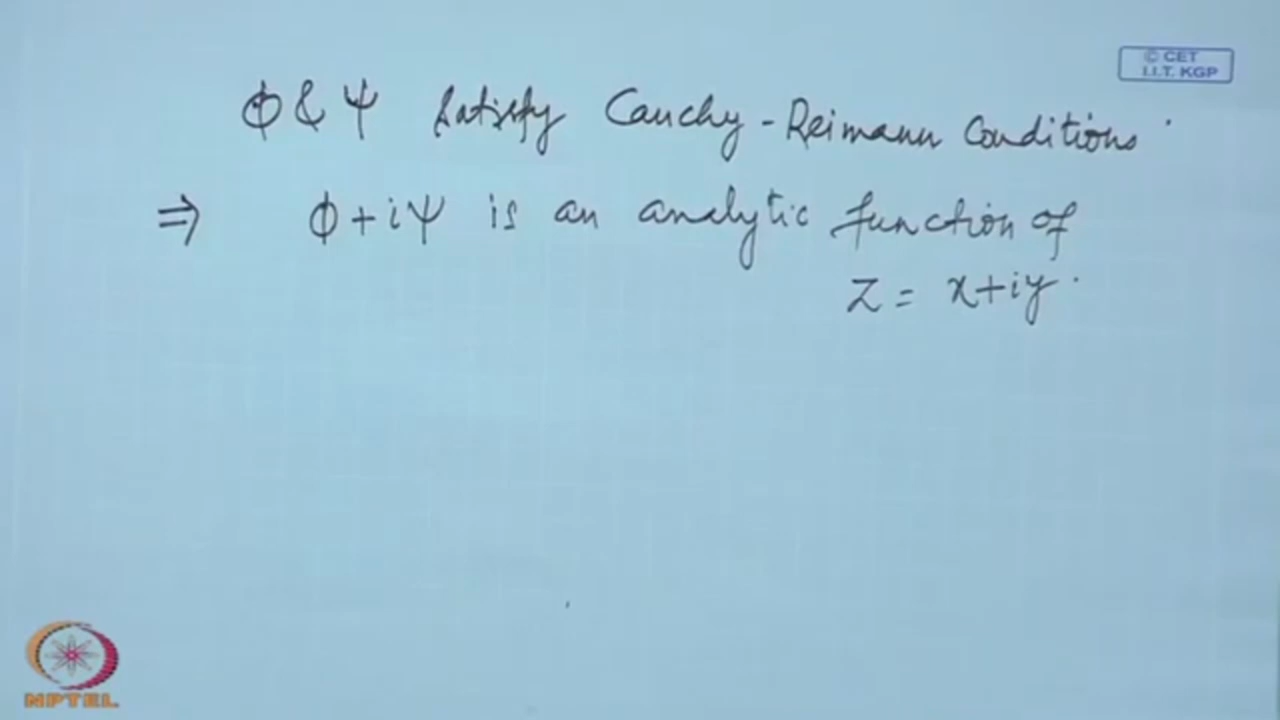 © CET
I.I.T. KGP
Φ & Ψ satisfy Cauchy-Reimann Conditions.
⇒ Φ+iΨ is an analytic function of
Z = x+iy.
NPTEL